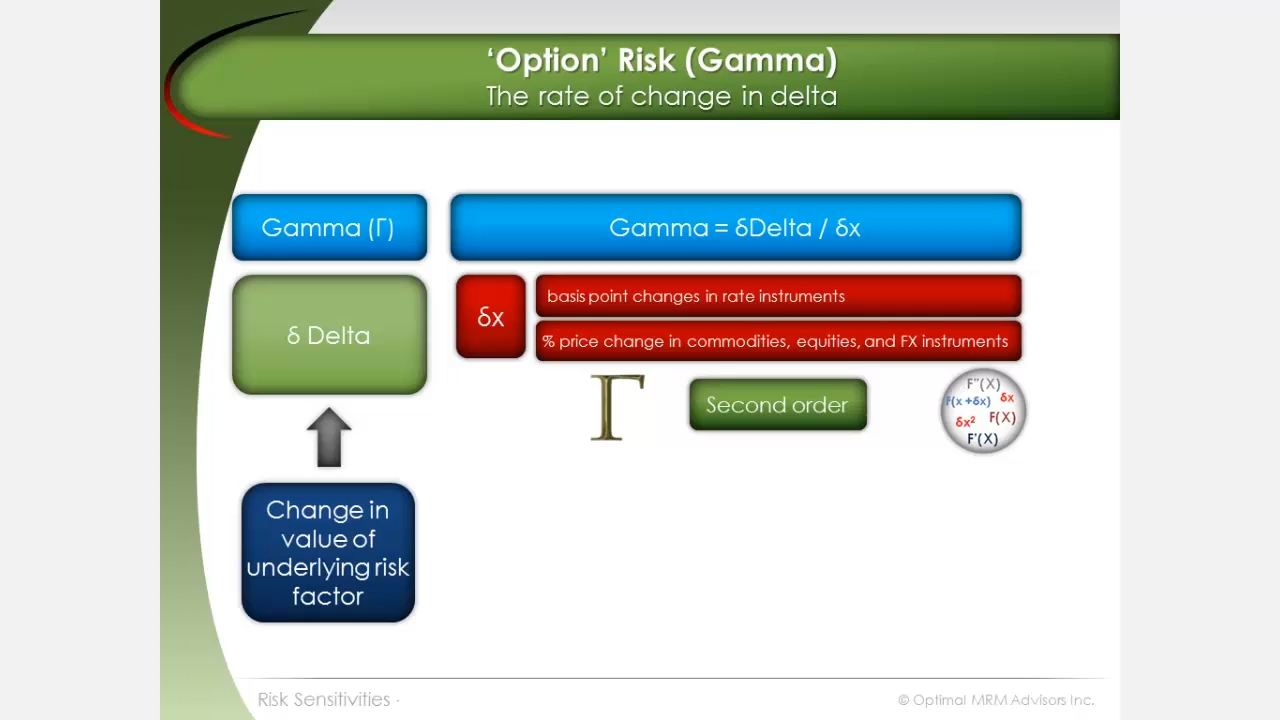 ‘Option’ Risk (Gamma)
The rate of change in delta
Gamma (Γ)
Gamma = δDelta / δx
δ Delta
δx
basis point changes in rate instruments
% price change in commodities, equities, and FX instruments
Γ
Second order
F”(X)
F(x +δx) δx
δx² F(X)
F’(X)
Change in
value of
underlying risk
factor
Risk Sensitivities -
© Optimal MRM Advisors Inc.